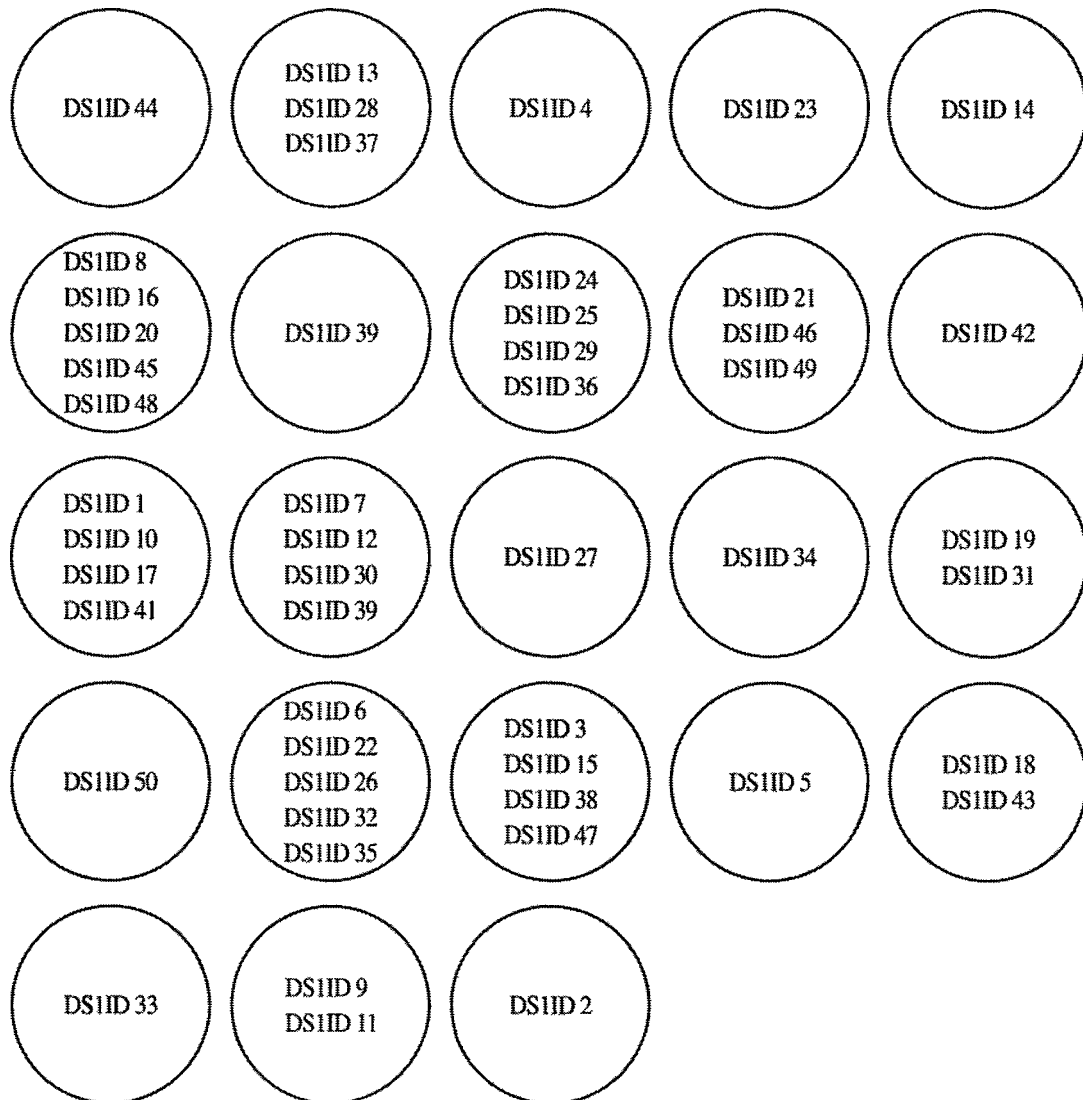 DS1ID 44
DS1ID 13
DS1ID 28
DS1ID 37
DS1ID 4
DS1ID 23
DS1ID 14
DS1ID 8
DS1ID 16
DS1ID 20
DS1ID 45
DS1ID 48
DS1ID 39
DS1ID 24
DS1ID 25
DS1ID 29
DS1ID 36
DS1ID 21
DS1ID 46
DS1ID 49
DS1ID 42
DS1ID 1
DS1ID 10
DS1ID 17
DS1ID 41
DS1ID 7
DS1ID 12
DS1ID 30
DS1ID 39
DS1ID 27
DS1ID 34
DS1ID 19
DS1ID 31
DS1ID 50
DS1ID 6
DS1ID 22
DS1ID 26
DS1ID 32
DS1ID 35
DS1ID 3
DS1ID 15
DS1ID 38
DS1ID 47
DS1ID 5
DS1ID 18
DS1ID 43
DS1ID 33
DS1ID 9
DS1ID 11
DS1ID 2